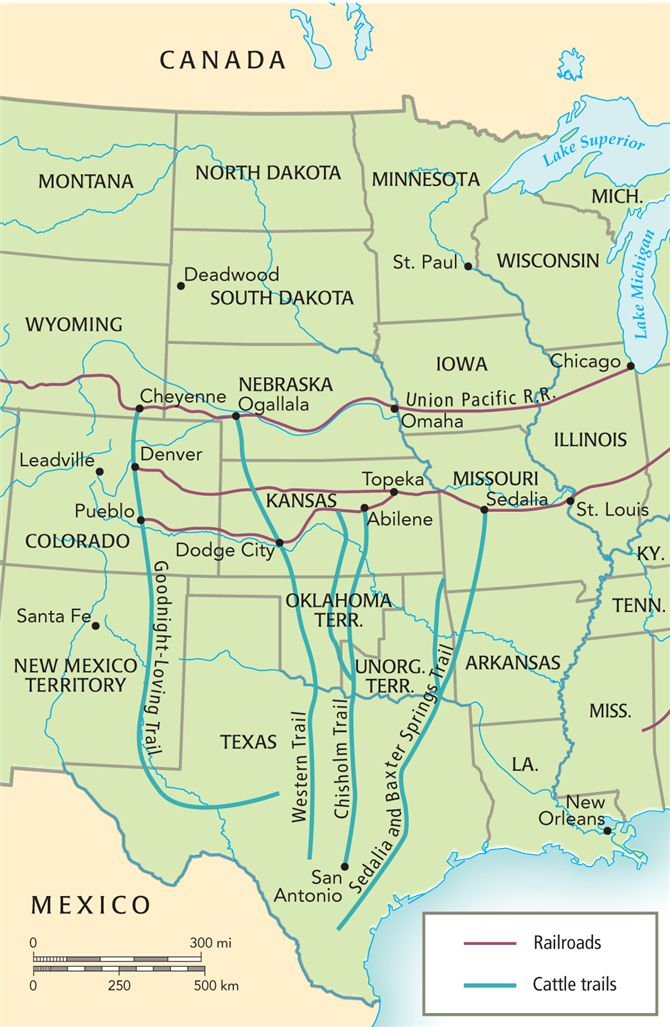 CANADA
Lake Superior
MONTANA
NORTH DAKOTA
MINNESOTA
MICH.
St. Paul
WISCONSIN
Lake Michigan
Deadwood
SOUTH DAKOTA
WYOMING
IOWA
Chicago
NEBRASKA
Cheyenne
Ogallala
Union Pacific R.R.
Omaha
ILLINOIS
Leadville
Denver
Topeka
MISSOURI
KANSAS
Sedalia
St. Louis
Pueblo
Abilene
COLORADO
Dodge City
KY.
Goodnight-Loving Trail
OKLAHOMA
TERR.
TENN.
Santa Fe
NEW MEXICO
TERRITORY
UNORG.
TERR.
ARKANSAS
MISS.
TEXAS
Western Trail
Chisholm Trail
Sedalia and Baxter Springs Trail
LA.
New
Orleans
San
Antonio
MEXICO
0 300 mi
0 250 500 km
Railroads
Cattle trails